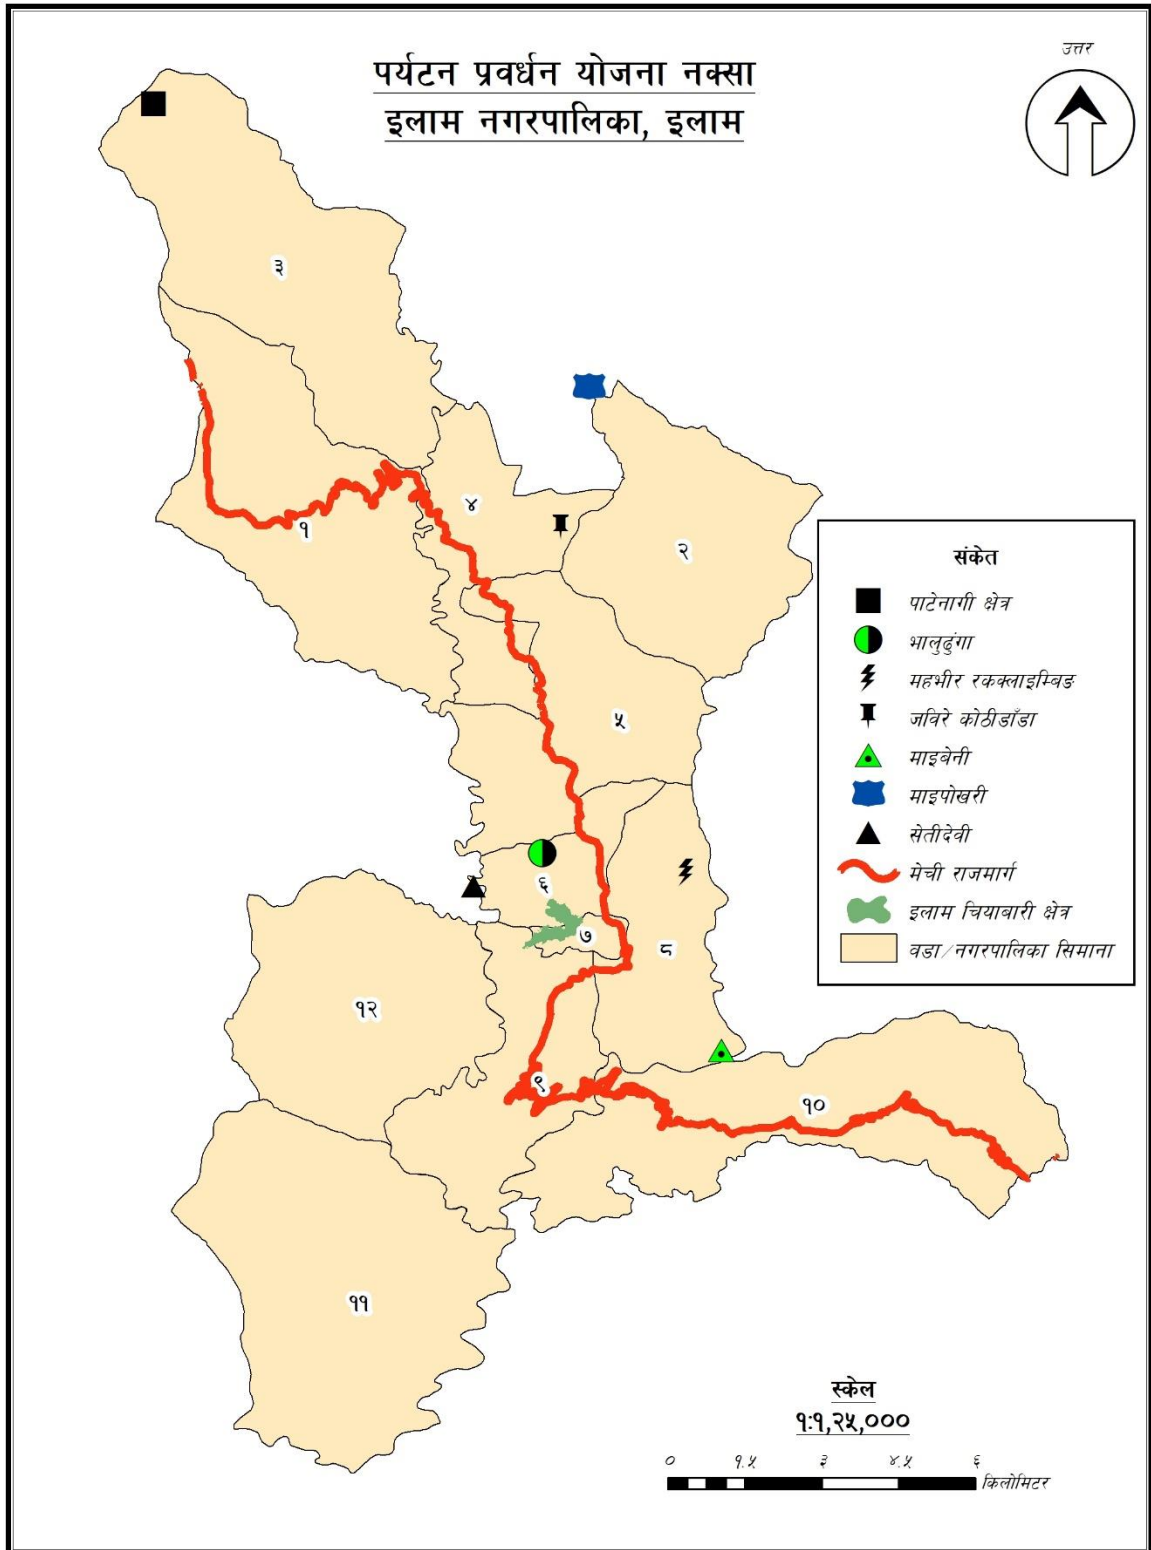 पर्यटन प्रवर्धन योजना नक्सा
इलाम नगरपालिका, इलाम
उत्तर
३
४
१
२
५
६
७
८
१२
९
१०
११
संकेत
पाटेनागी क्षेत्र
भालुढुंगा
महभीर रकक्लाइम्बिङ
जविरे कोठीडाँडा
माइबेनी
माइपोखरी
सेतीदेवी
मेची राजमार्ग
इलाम चियाबारी क्षेत्र
वडा/नगरपालिका सिमाना
स्केल
१:१,२५,०००
० १.५ ३ ४.५ ६
किलोमिटर